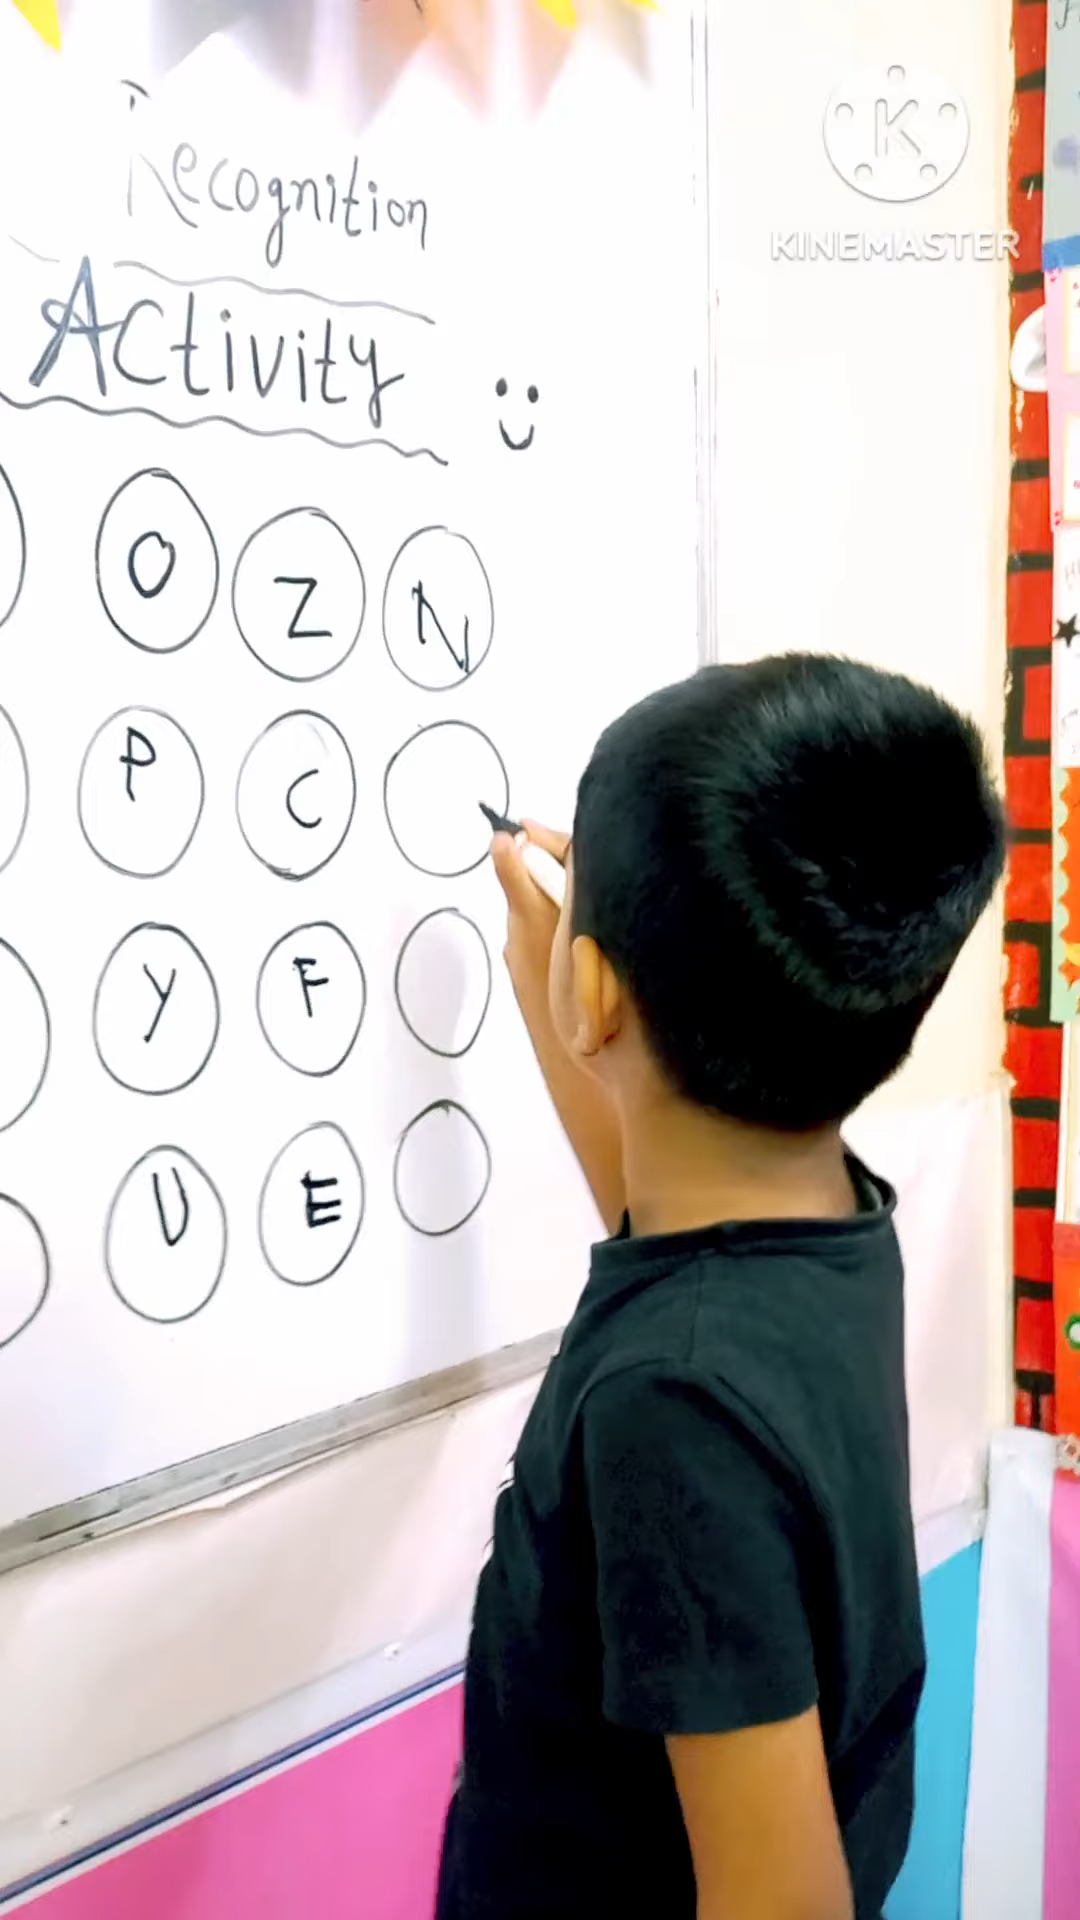 Recognition
Activity
O Z N
P C
Y F
U E
K
KINEMASTER